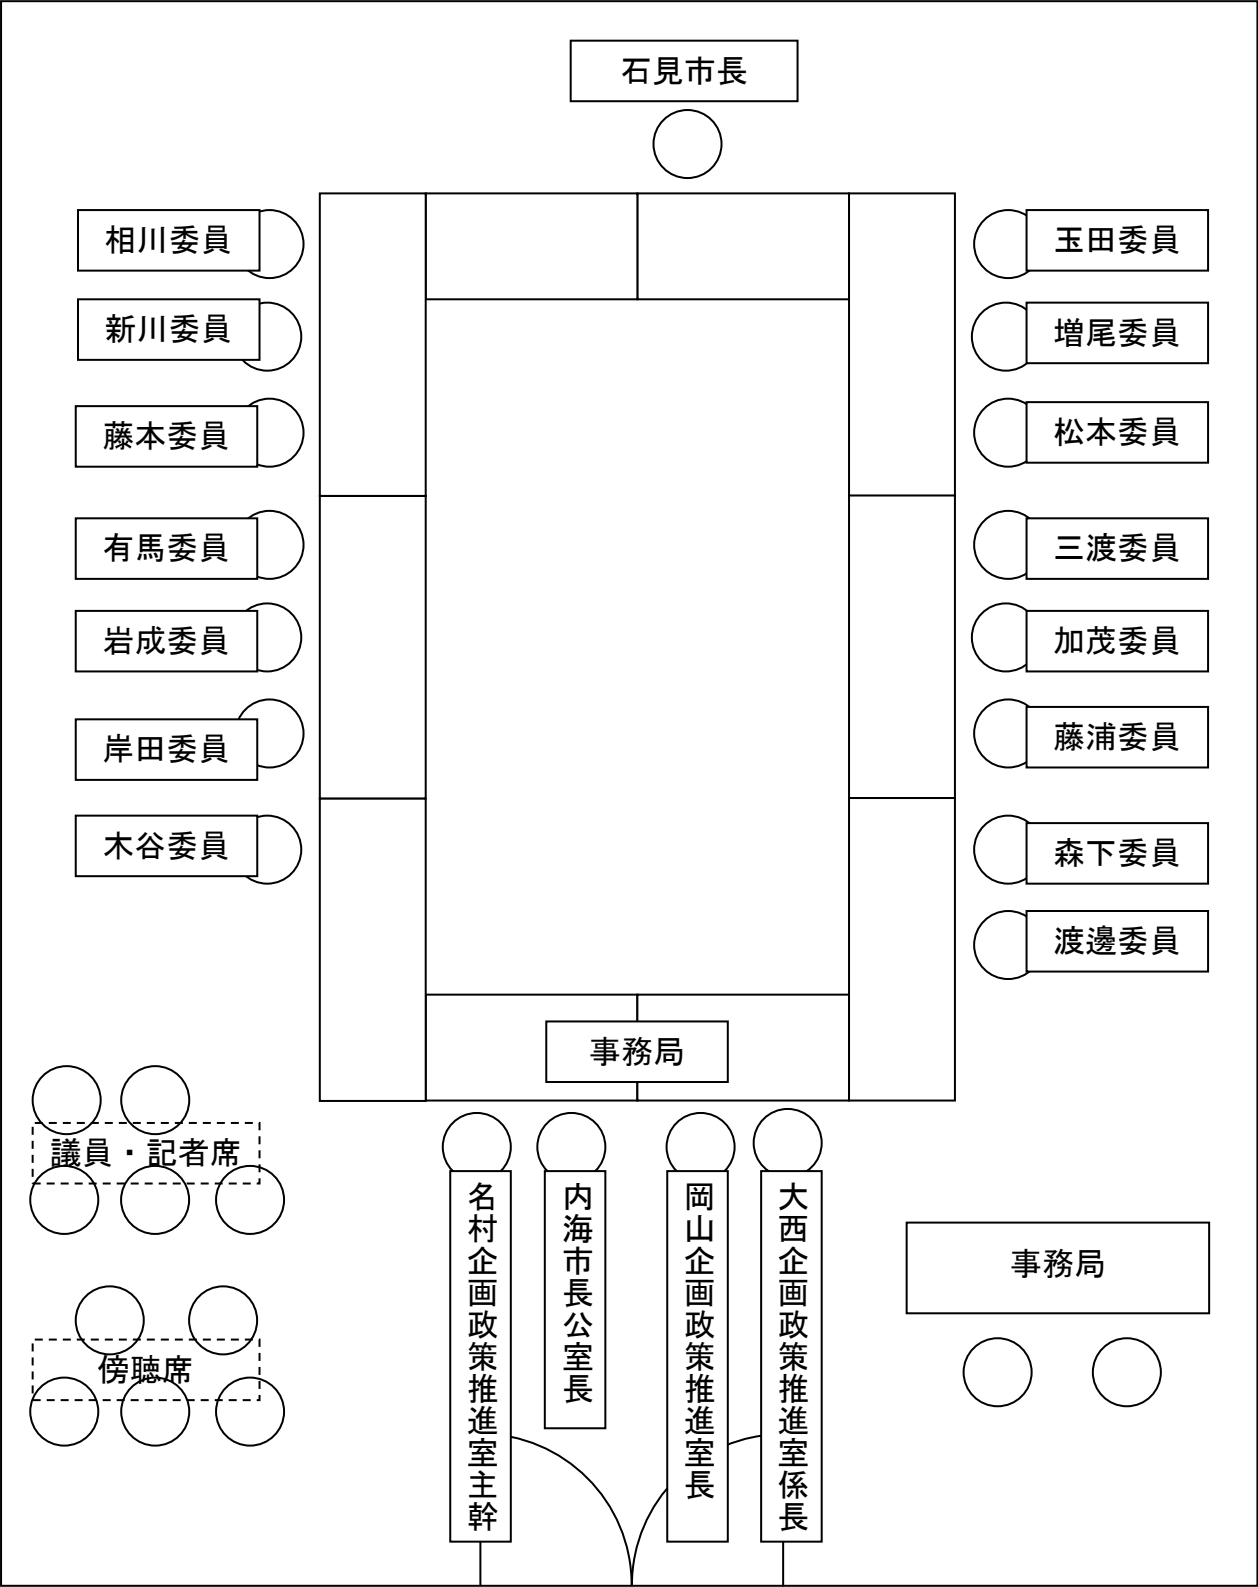 石見市長
相川委員
玉田委員
新川委員
増尾委員
藤本委員
松本委員
有馬委員
三渡委員
岩成委員
加茂委員
岸田委員
藤浦委員
木谷委員
森下委員
渡邊委員
事務局
議員・記者席
傍聴席
名村企画政策推進室主幹
内海市長公室長
岡山企画政策推進室長
大西企画政策推進室係長
事務局